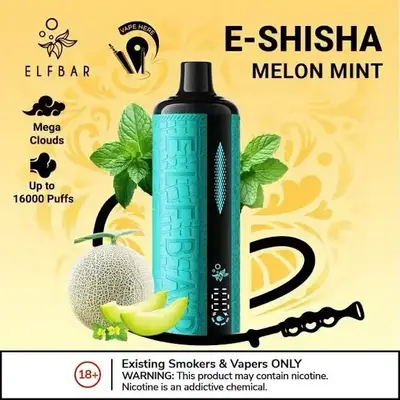 ELFBAR
VAPE HERE
E-SHISHA
MELON MINT
Mega
Clouds
Up to
16000 Puffs
ELFBAR
18+
Existing Smokers & Vapers ONLY
WARNING: This product may contain nicotine.
Nicotine is an addictive chemical.